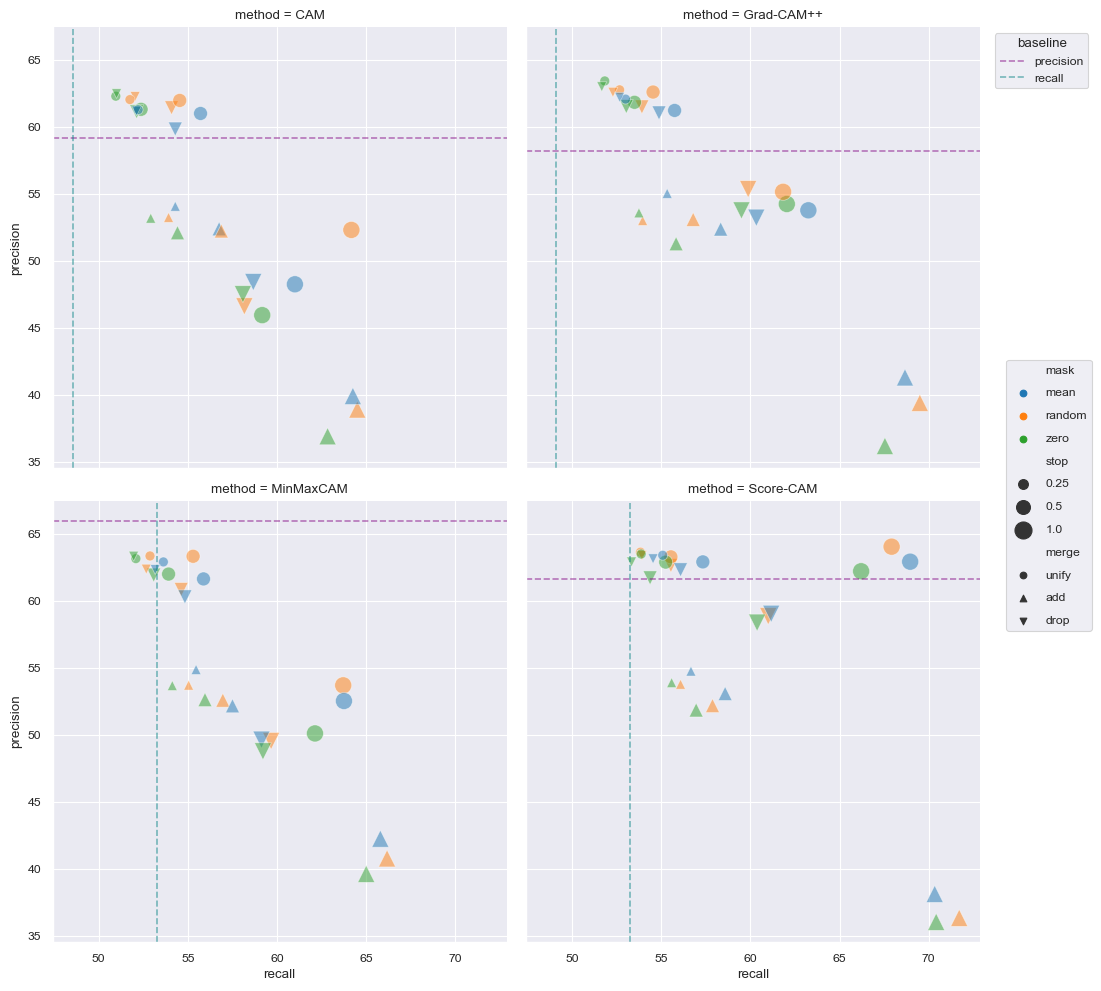 method = CAM
method = Grad-CAM++
65
60
55
50
45
40
35
precision
baseline
precision
recall
mask
mean
random
zero
stop
0.25
0.5
1.0
merge
unify
add
drop
method = MinMaxCAM
method = Score-CAM
65
60
55
50
45
40
35
precision
50 55 60 65 70
recall
50 55 60 65 70
recall